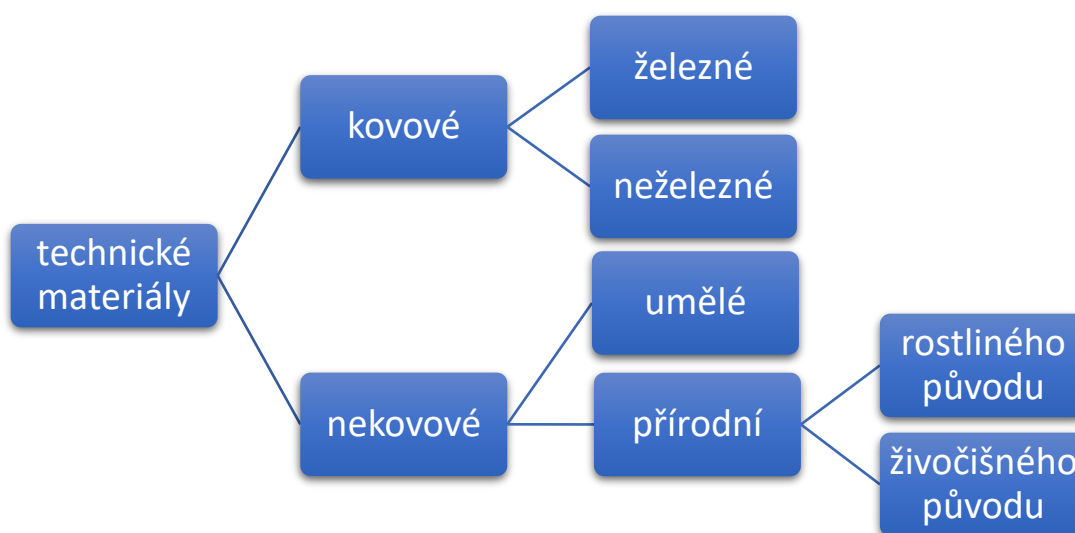 technické
materiály
kovové
železné
neželezné
nekovové
umělé
přírodní
rostliného
původu
živočišného
původu